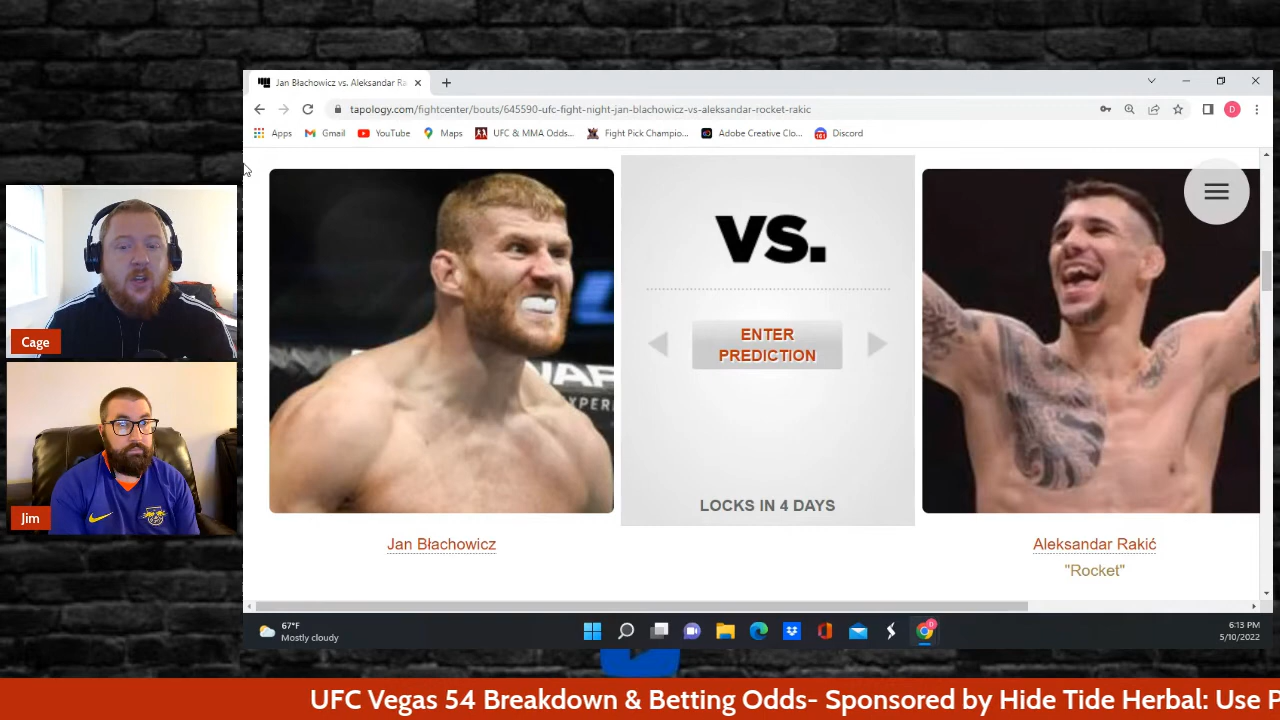 Jan Błachowicz vs. Aleksandar Ra
tapology.com/fightcenter/bouts/645590-ufc-fight-night-jan-blachowicz-vs-aleksandar-rocket-rakic
Apps Gmail YouTube Maps UFC & MMA Odds... Fight Pick Champio... Adobe Creative Clo... 161 Discord
D
VS.
ENTER
PREDICTION
LOCKS IN 4 DAYS
Jan Błachowicz
Aleksandar Rakić
"Rocket"
Cage
Jim
67°F
Mostly cloudy
6:13 PM
5/10/2022
UFC Vegas 54 Breakdown & Betting Odds- Sponsored by Hide Tide Herbal: Use P